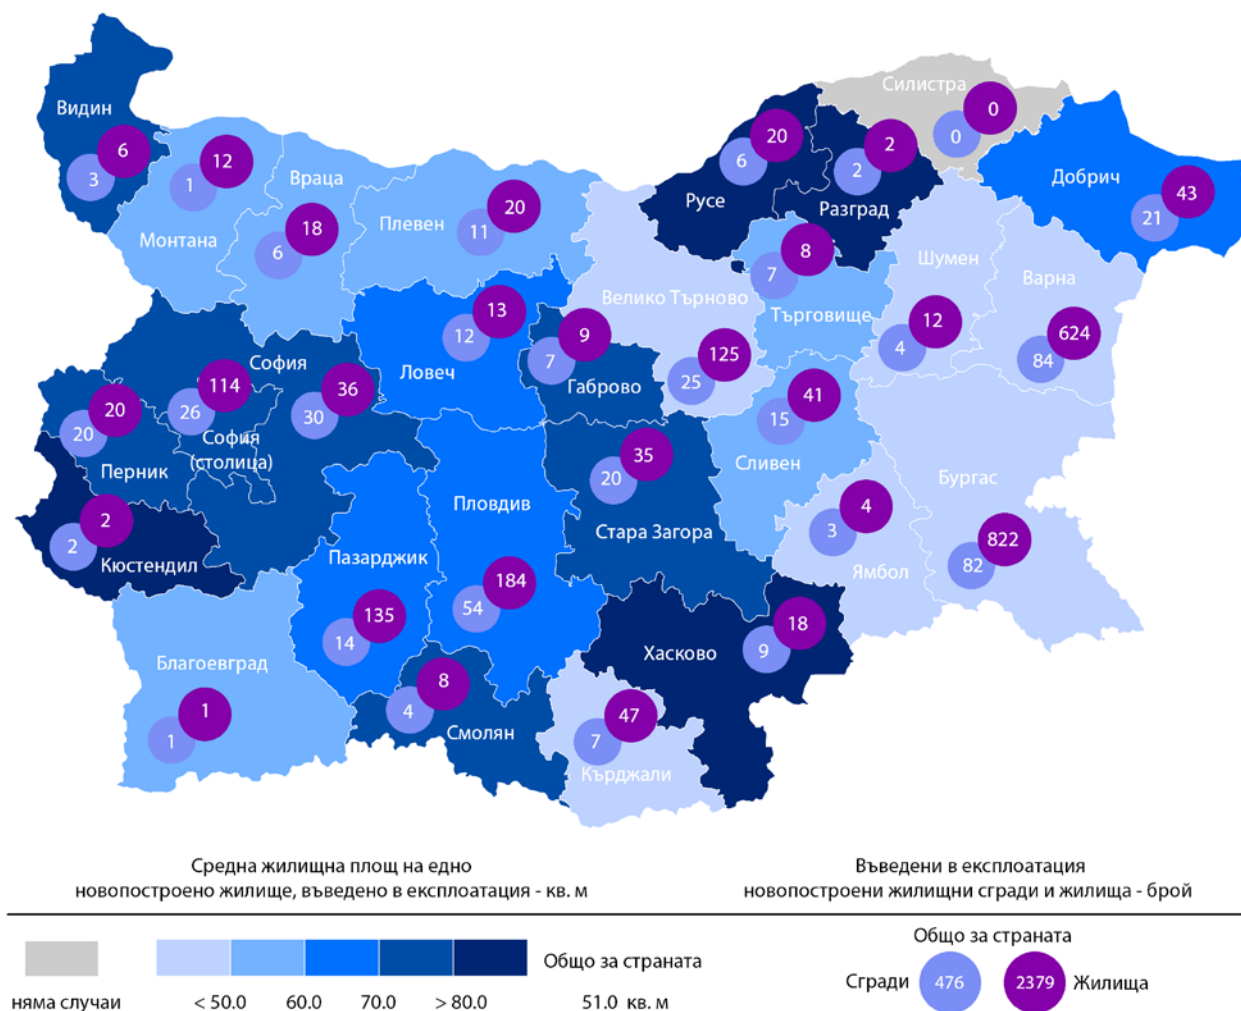 Силистра
0
0
Видин
6
3
Русе
20
6
Разград
2
2
Добрич
43
21
Монтана
12
1
Враца
18
6
Плевен
20
11
Велико Търново
125
25
Търговище
8
7
Шумен
12
4
Варна
624
84
Ловеч
13
12
Габрово
9
7
София
36
30
София
(столица)
114
26
Перник
20
20
Кюстендил
2
2
Пловдив
184
54
Пазарджик
135
14
Стара Загора
35
20
Сливен
41
15
Бургас
822
82
Ямбол
4
3
Благоевград
1
1
Смолян
8
4
Хасково
18
9
Кърджали
47
7
Средна жилищна площ на едно
новопостроено жилище, въведено в експлоатация - кв. м
няма случаи
< 50.0 60.0 70.0 > 80.0
Общо за страната
51.0 кв. м
Въведени в експлоатация
новопостроени жилищни сгради и жилища - брой
Общо за страната
Сгради 476 2379 Жилища